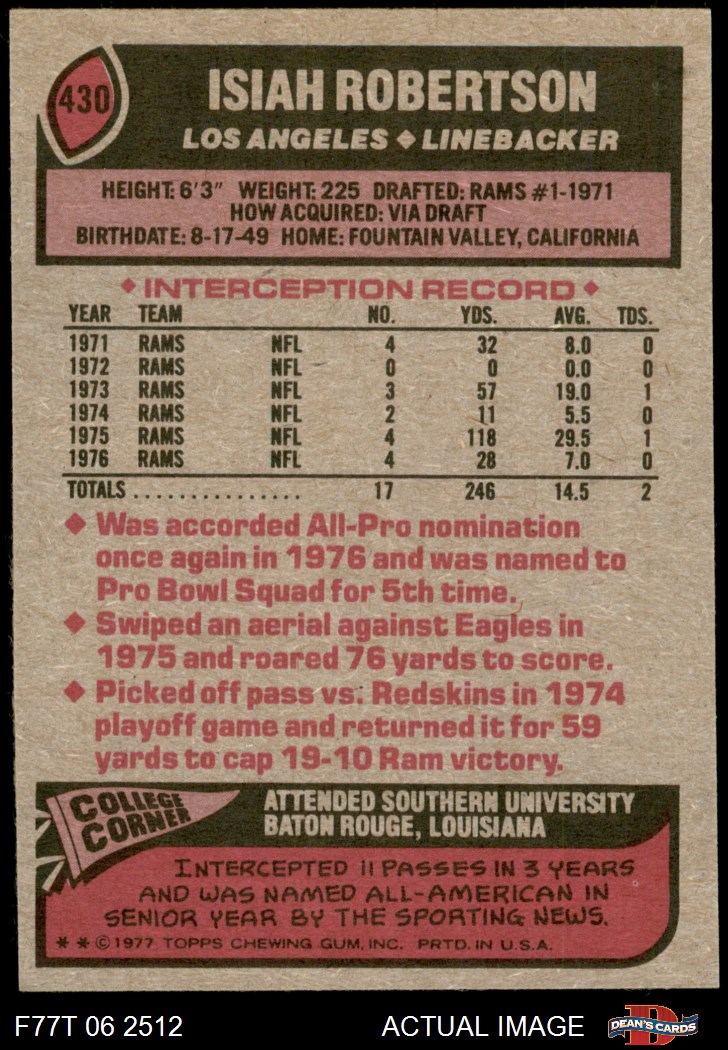 430
ISIAH ROBERTSON
LOS ANGELES ◆ LINEBACKER
HEIGHT: 6'3" WEIGHT: 225 DRAFTED: RAMS #1-1971
HOW ACQUIRED: VIA DRAFT
BIRTHDATE: 8-17-49 HOME: FOUNTAIN VALLEY, CALIFORNIA
◆ INTERCEPTION RECORD ◆
YEAR TEAM NO. YDS. AVG. TDS.
1971 RAMS NFL 4 32 8.0 0
1972 RAMS NFL 0 0 0.0 0
1973 RAMS NFL 3 57 19.0 1
1974 RAMS NFL 2 11 5.5 0
1975 RAMS NFL 4 118 29.5 1
1976 RAMS NFL 4 28 7.0 0
TOTALS ................ 17 246 14.5 2
◆ Was accorded All-Pro nomination
once again in 1976 and was named to
Pro Bowl Squad for 5th time.
◆ Swiped an aerial against Eagles in
1975 and roared 76 yards to score.
◆ Picked off pass vs. Redskins in 1974
playoff game and returned it for 59
yards to cap 19-10 Ram victory.
COLLEGE
CORNER
ATTENDED SOUTHERN UNIVERSITY
BATON ROUGE, LOUISIANA
INTERCEPTED 11 PASSES IN 3 YEARS
AND WAS NAMED ALL-AMERICAN IN
SENIOR YEAR BY THE SPORTING NEWS.
* * © 1977 TOPPS CHEWING GUM, INC. PRTD. IN U.S.A.
F77T 06 2512 ACTUAL IMAGE DEAN'S CARDS